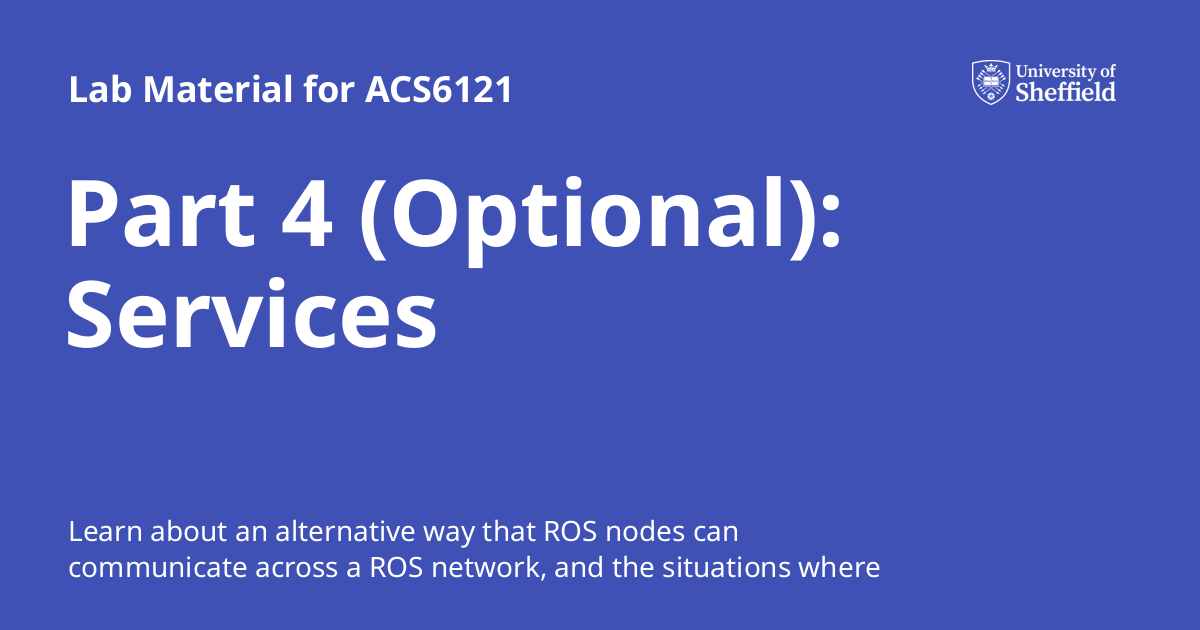 Lab Material for ACS6121
University of
Sheffield
Part 4 (Optional):
Services
Learn about an alternative way that ROS nodes can
communicate across a ROS network, and the situations where